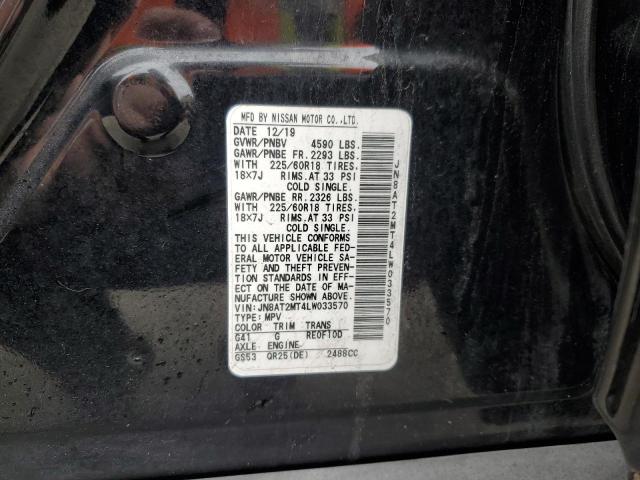 MFD BY NISSAN MOTOR CO.,LTD.
DATE 12/19
GVWR/PNBV 4590 LBS.
GAWR/PNBE FR. 2293 LBS.
WITH 225/60R18 TIRES.
18×7J RIMS. AT 33 PSI
COLD SINGLE.
GAWR/PNBE RR. 2326 LBS.
WITH 225/60R18 TIRES.
18×7J RIMS. AT 33 PSI
COLD SINGLE.
THIS VEHICLE CONFORMS
TO ALL APPLICABLE FED-
ERAL MOTOR VEHICLE SA-
FETY AND THEFT PREVEN-
TION STANDARDS IN EFF-
ECT ON THE DATE OF MA-
NUFACTURE SHOWN ABOVE.
VIN: JN8AT2MT4LW033570
TYPE: MPV
COLOR TRIM TRANS
G41 G RE0F10D
AXLE ENGINE
GS53 QR25(DE) 2488CC
JN8AT2MT4LW033570